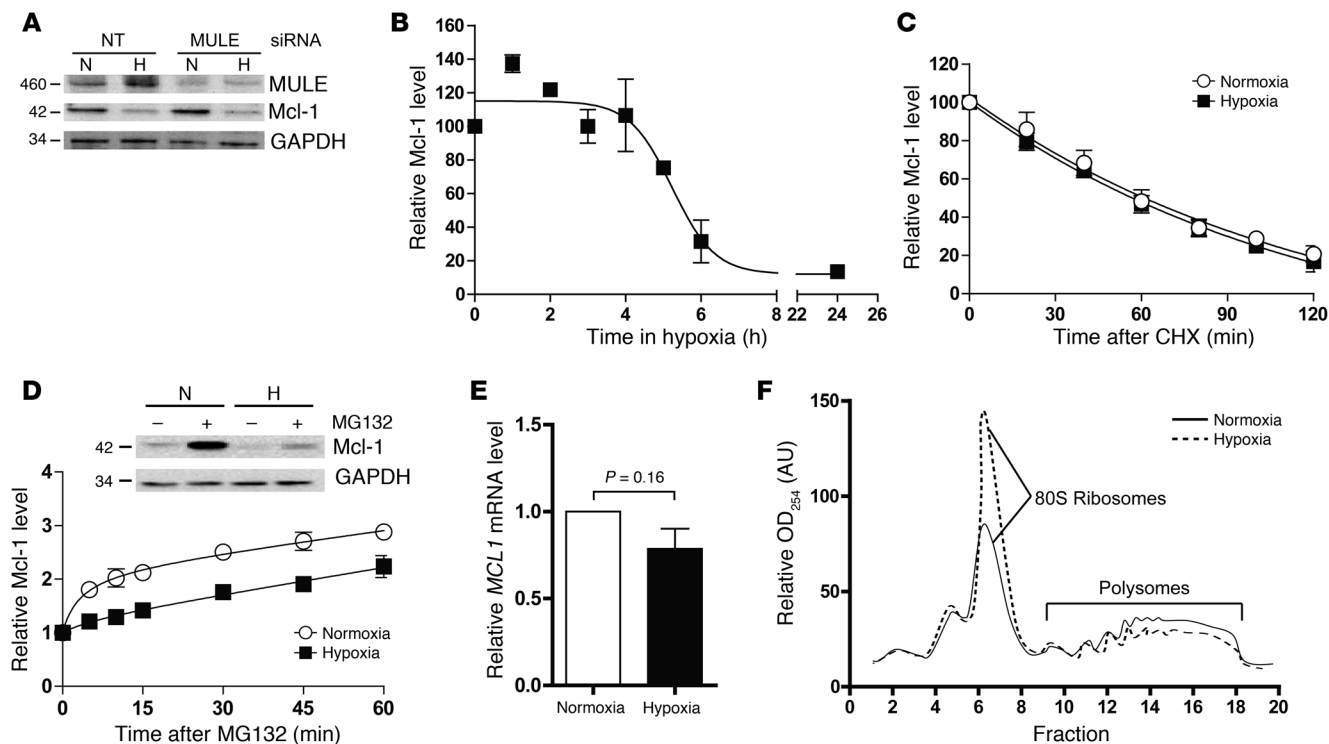 A
NT MULE siRNA
N H N H
460 MULE
42 Mcl-1
34 GAPDH
B
Relative Mcl-1 level
160
140
120
100
80
60
40
20
0
0 2 4 6 8 22 24 26
Time in hypoxia (h)
C
Relative Mcl-1 level
120
100
80
60
40
20
0
Normoxia
Hypoxia
0 30 60 90 120
Time after CHX (min)
D
N H
– + – + MG132
42 Mcl-1
34 GAPDH
Relative Mcl-1 level
4
3
2
1
0
Normoxia
Hypoxia
0 15 30 45 60
Time after MG132 (min)
E
Relative MCL1 mRNA level
1.5
1.0
0.5
0.0
P = 0.16
Normoxia Hypoxia
F
Relative OD254 (AU)
150
100
50
0
Normoxia
Hypoxia
80S Ribosomes
Polysomes
0 2 4 6 8 10 12 14 16 18 20
Fraction